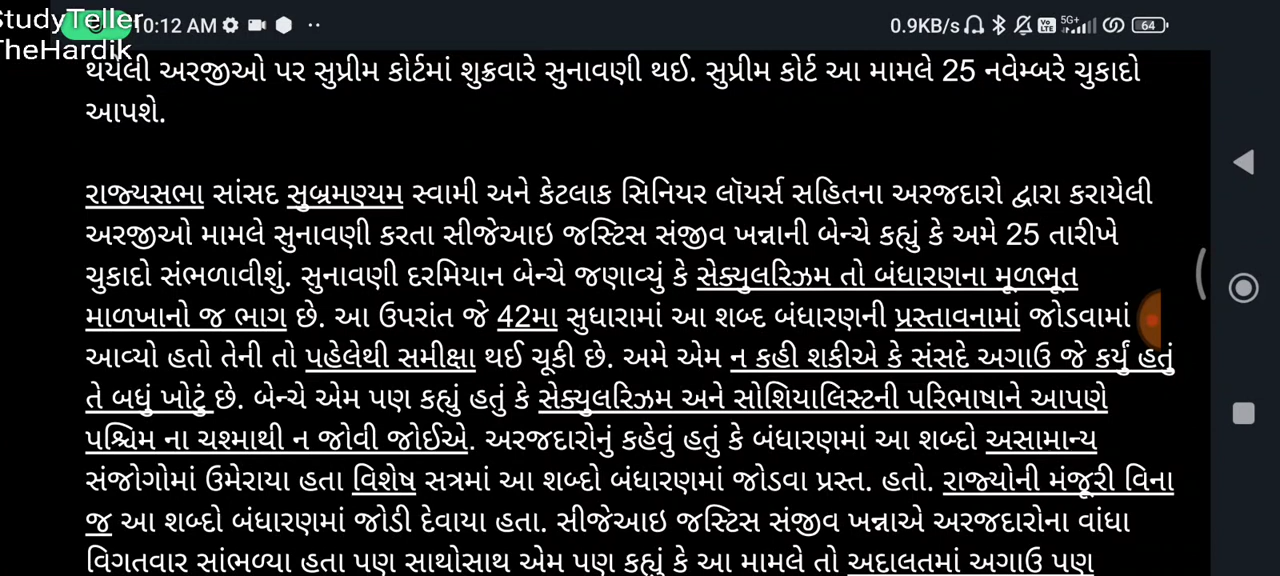 StudyTeller
TheHardik
10:12 AM
0.9KB/s Vo LTE 5G+ 64
થયેલી અરજીઓ પર સુપ્રીમ કોર્ટમાં શુક્રવારે સુનાવણી થઈ. સુપ્રીમ કોર્ટ આ મામલે 25 નવેમ્બરે ચુકાદો
આપશે.
રાજ્યસભા સાંસદ સુબ્રમણ્યમ સ્વામી અને કેટલાક સિનિયર લૉયર્સ સહિતના અરજદારો દ્વારા કરાયેલી
અરજીઓ મામલે સુનાવણી કરતા સીજેઆઇ જસ્ટિસ સંજીવ ખન્નાની બેન્ચે કહ્યું કે અમે 25 તારીખે
ચુકાદો સંભળાવીશું. સુનાવણી દરમિયાન બેન્ચે જણાવ્યું કે સેક્યુલરિઝમ તો બંધારણના મૂળભૂત
માળખાનો જ ભાગ છે. આ ઉપરાંત જે 42મા સુધારામાં આ શબ્દ બંધારણની પ્રસ્તાવનામાં જોડવામાં
આવ્યો હતો તેની તો પહેલેથી સમીક્ષા થઈ ચૂકી છે. અમે એમ ન કહી શકીએ કે સંસદે અગાઉ જે કર્યું હતું
તે બધું ખોટું છે. બેન્ચે એમ પણ કહ્યું હતું કે સેક્યુલરિઝમ અને સોશિયાલિસ્ટની પરિભાષાને આપણે
પશ્ચિમ ના ચશ્માથી ન જોવી જોઈએ. અરજદારોનું કહેવું હતું કે બંધારણમાં આ શબ્દો અસામાન્ય
સંજોગોમાં ઉમેરાયા હતા વિશેષ સત્રમાં આ શબ્દો બંધારણમાં જોડવા પ્રસ્ત. હતો. રાજ્યોની મંજૂરી વિના
જ આ શબ્દો બંધારણમાં જોડી દેવાયા હતા. સીજેઆઇ જસ્ટિસ સંજીવ ખન્નાએ અરજદારોના વાંધા
વિગતવાર સાંભળ્યા હતા પણ સાથોસાથ એમ પણ કહ્યું કે આ મામલે તો અદાલતમાં અગાઉ પણ